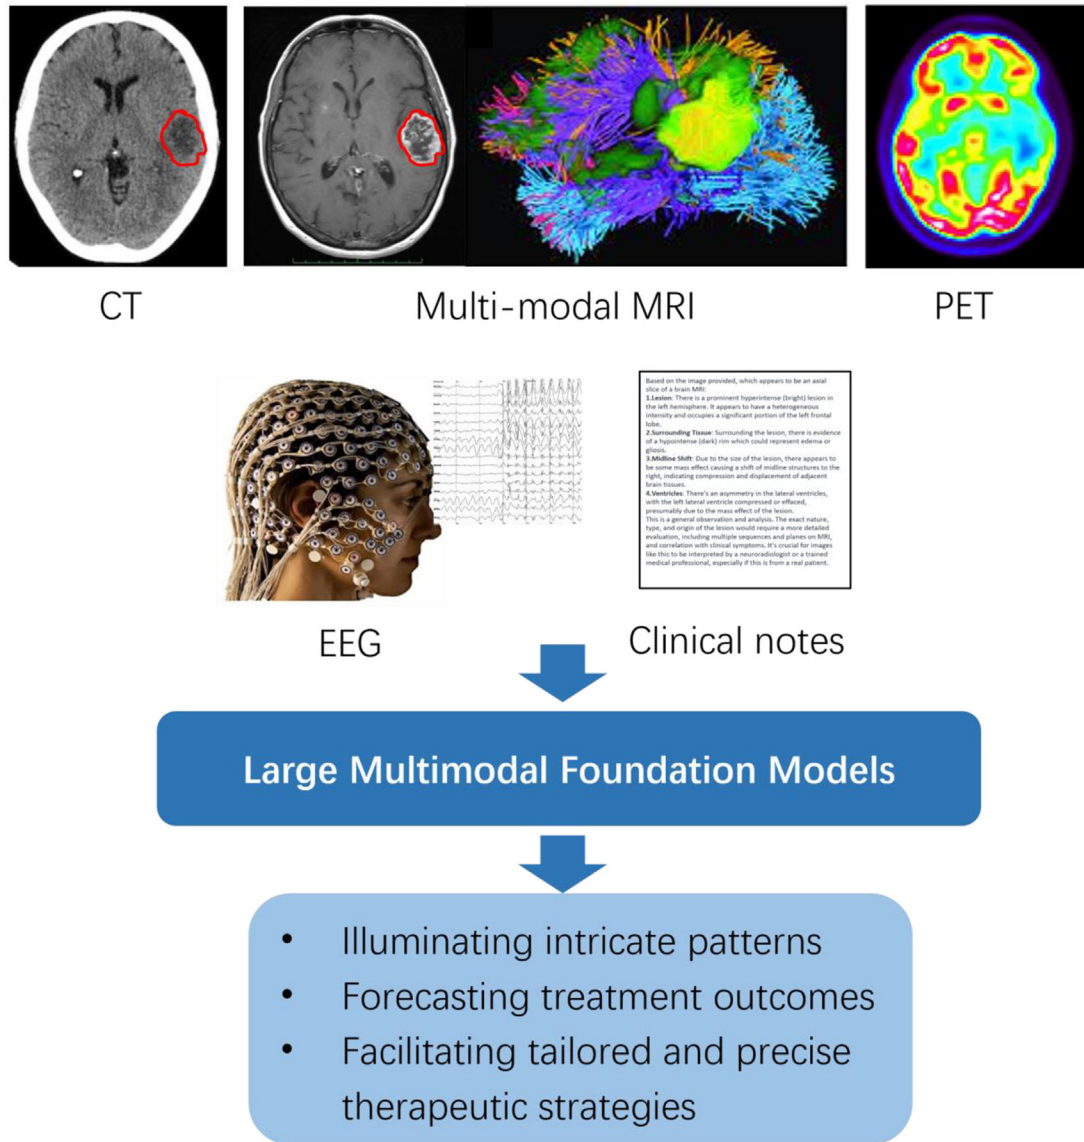 CT
Multi-modal MRI
PET
Based on the image provided, which appears to be an axial
slice of a brain MRI:
1.Lesion: There is a prominent hyperintense (bright) lesion in
the left hemisphere. It appears to have a heterogeneous
intensity and occupies a significant portion of the left frontal
lobe.
2.Surrounding Tissue: Surrounding the lesion, there is evidence
of a hypointense (dark) rim which could represent edema or
gliosis.
3.Midline Shift: Due to the size of the lesion, there appears to
be some mass effect causing a shift of midline structures to the
right, indicating compression and displacement of adjacent
brain tissues.
4.Ventricles: There's an asymmetry in the lateral ventricles,
with the left lateral ventricle compressed or effaced,
presumably due to the mass effect of the lesion.
This is a general observation and analysis. The exact nature,
type, and origin of the lesion would require a more detailed
evaluation, including multiple sequences and planes on MRI,
and correlation with clinical symptoms. It's crucial for images
like this to be interpreted by a neuroradiologist or a trained
medical professional, especially if this is from a real patient.
EEG
Clinical notes
Large Multimodal Foundation Models
• Illuminating intricate patterns
• Forecasting treatment outcomes
• Facilitating tailored and precise
therapeutic strategies